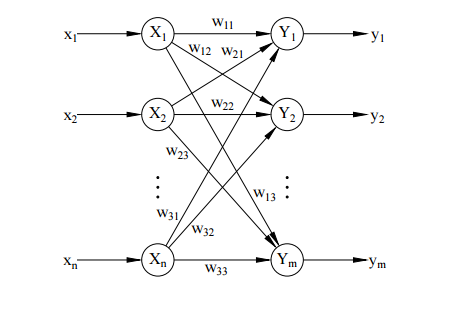 x1 X1 w11 Y1 y1
w12 w21
x2 X2 w22 Y2 y2
w23
w13
w31
w32
xn Xn w33 Ym ym